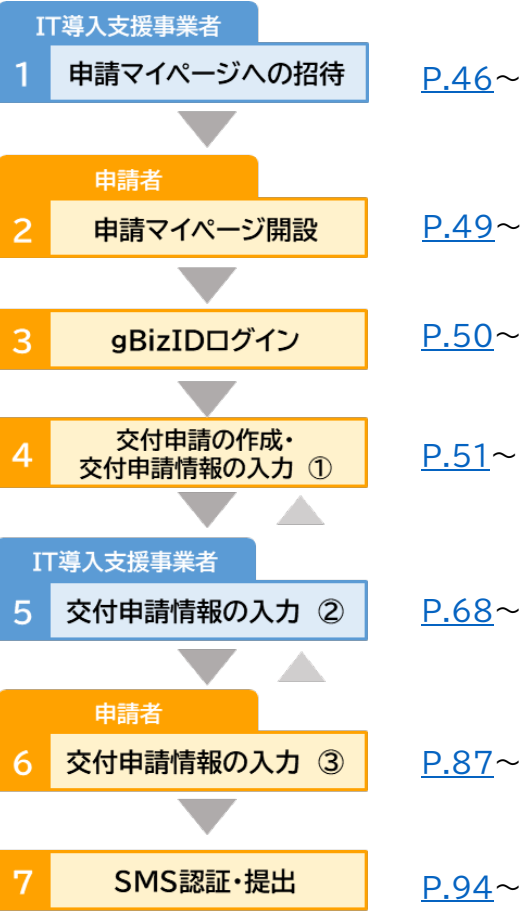 IT導入支援事業者
1 申請マイページへの招待 P.46～
申請者
2 申請マイページ開設 P.49～
3 gBizIDログイン P.50～
4 交付申請の作成・
交付申請情報の入力 ① P.51～
IT導入支援事業者
5 交付申請情報の入力 ② P.68～
申請者
6 交付申請情報の入力 ③ P.87～
7 SMS認証・提出 P.94～